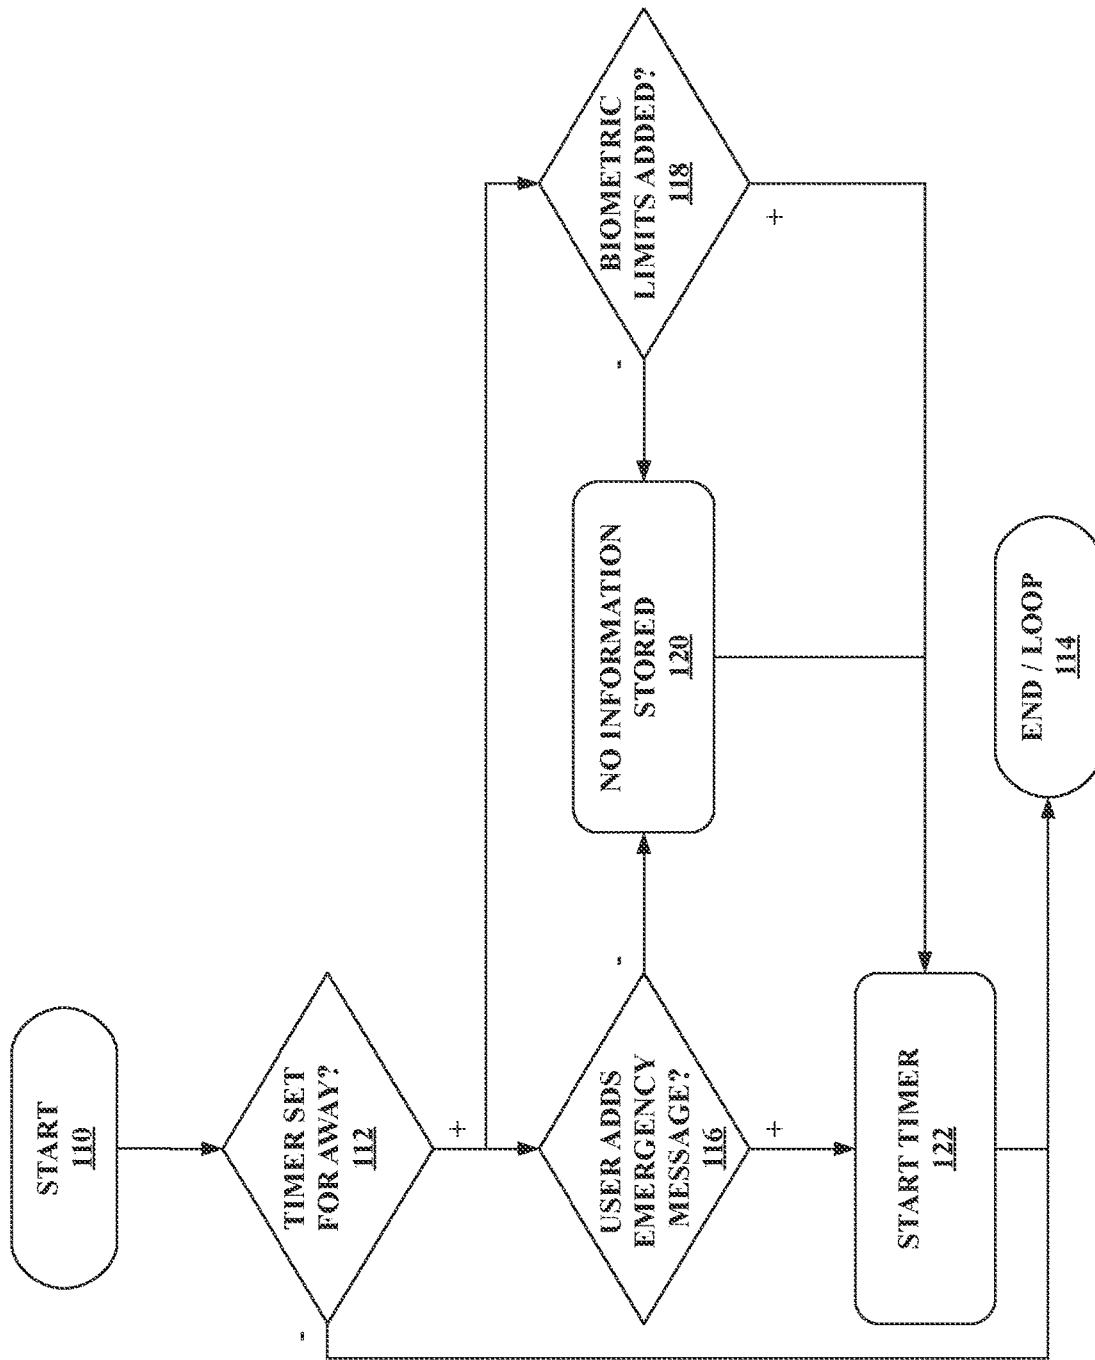 START
110
-
TIMER SET
FOR AWAY?
112
+
USER ADDS
EMERGENCY
MESSAGE?
116
-
+
NO INFORMATION
STORED
120
BIOMETRIC
LIMITS ADDED?
118
-
+
START TIMER
122
END / LOOP
114